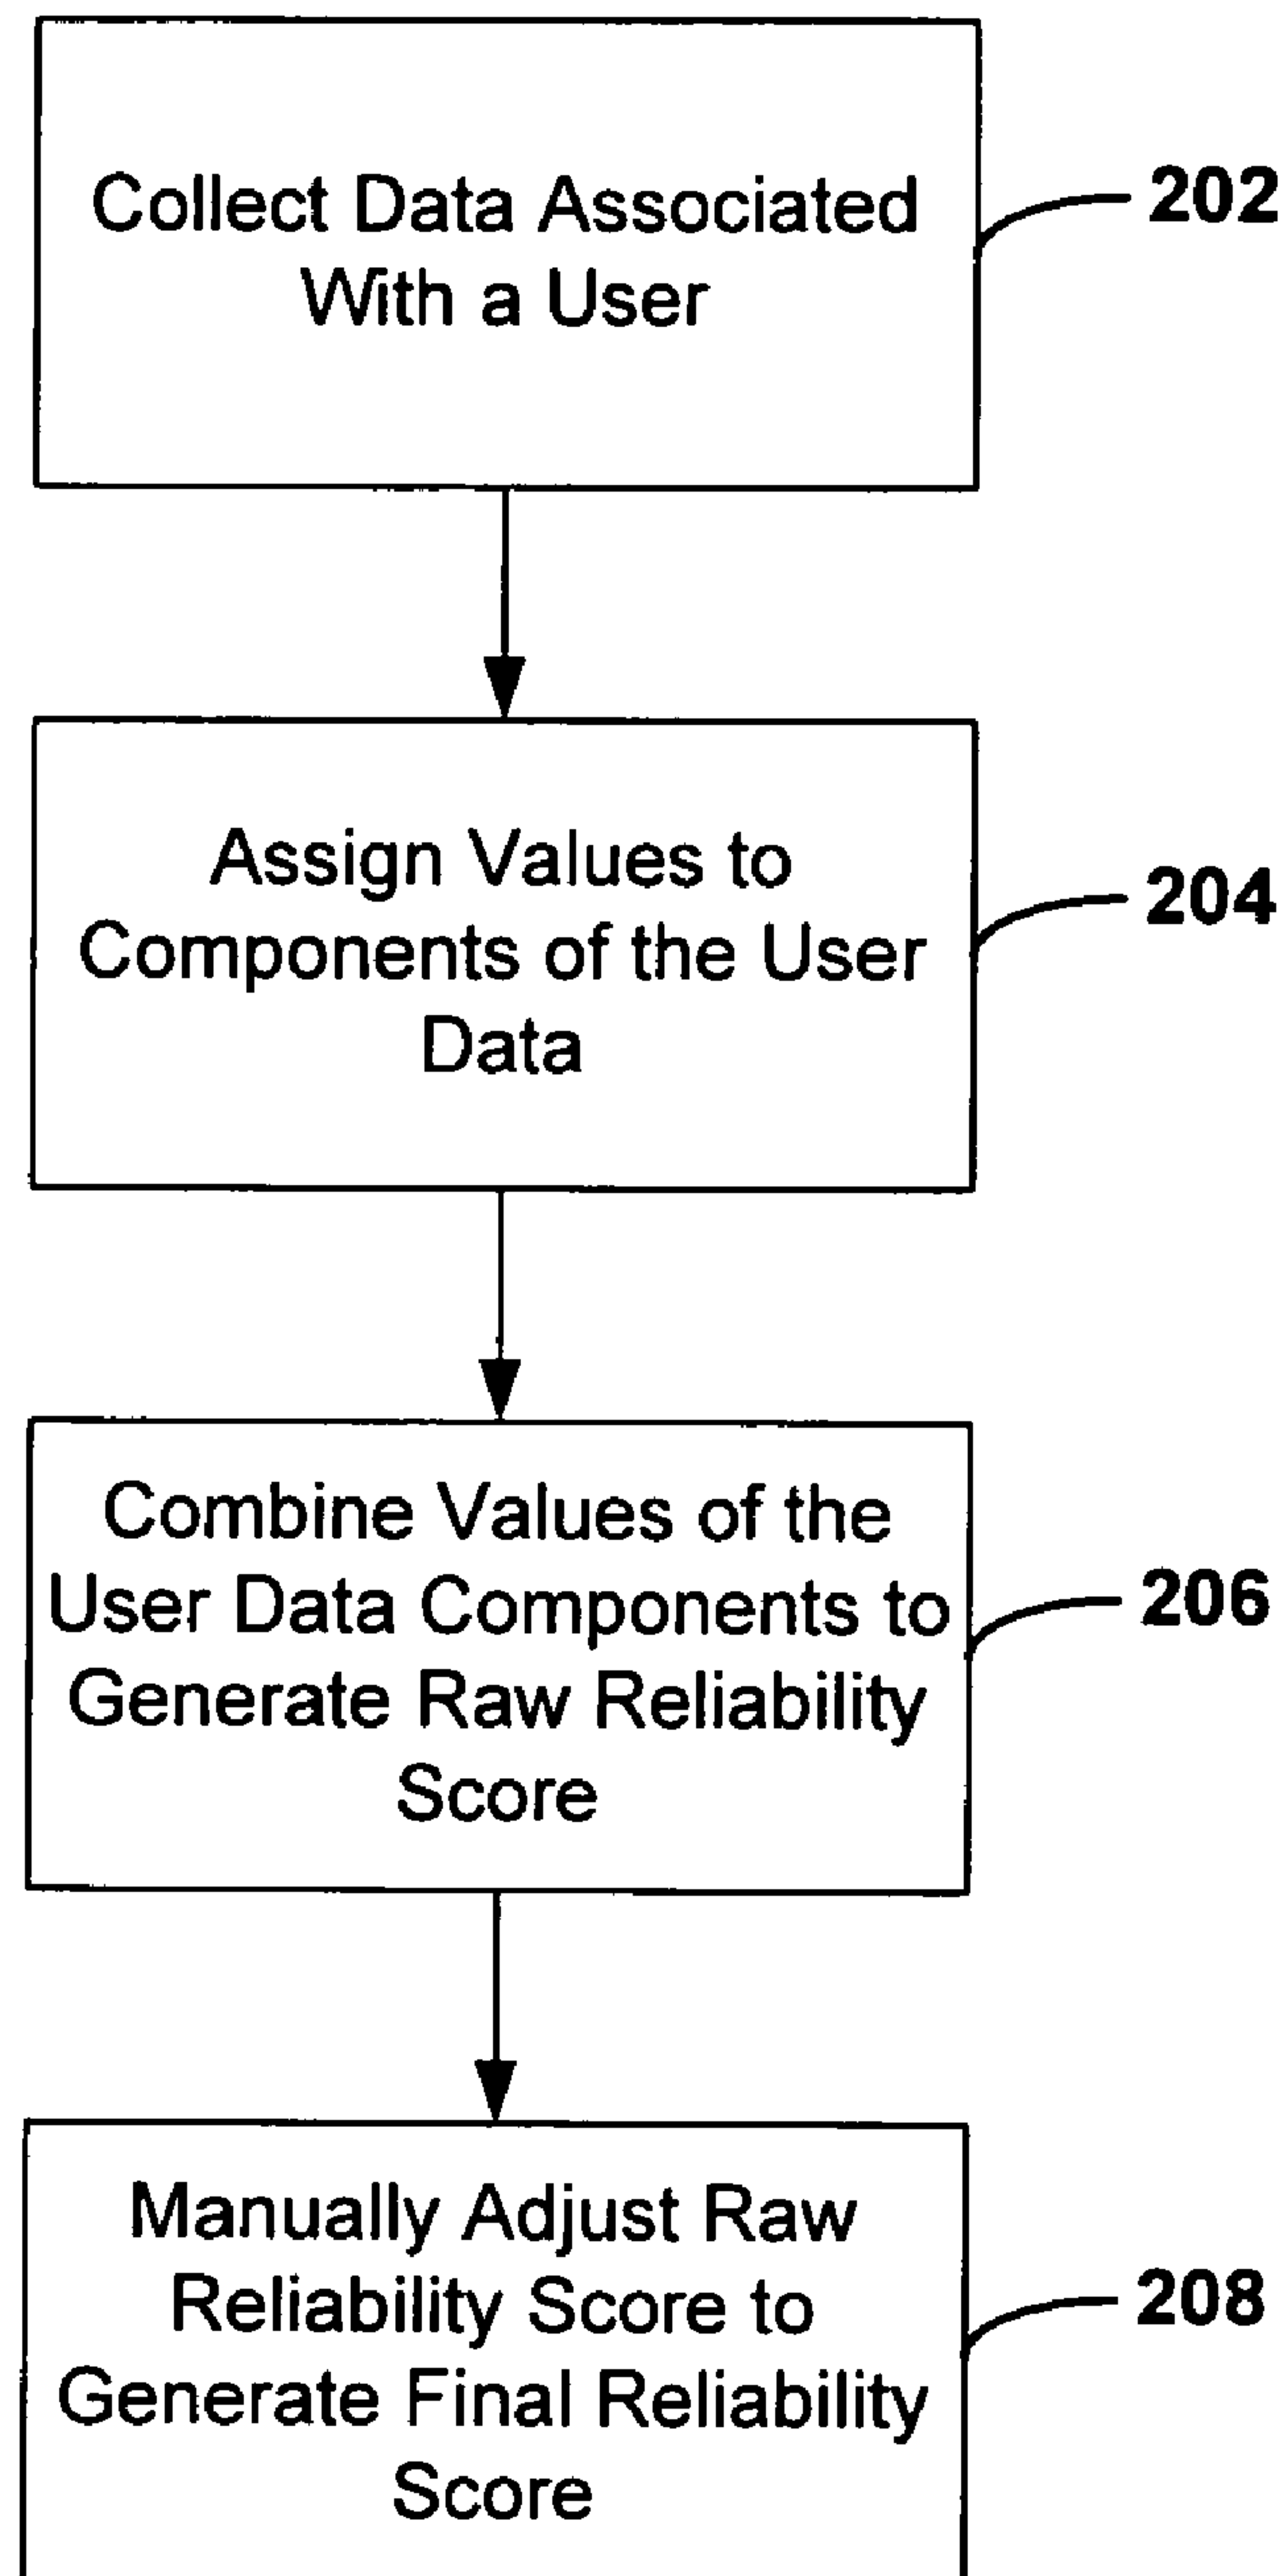 Collect Data Associated
With a User
202
Assign Values to
Components of the User
Data
204
Combine Values of the
User Data Components to
Generate Raw Reliability
Score
206
Manually Adjust Raw
Reliability Score to
Generate Final Reliability
Score
208